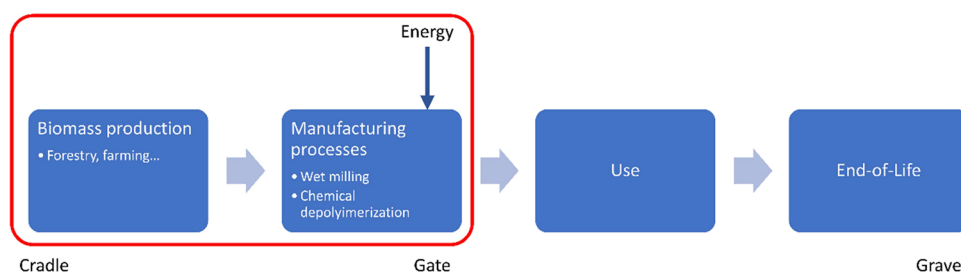 Energy
Biomass production
• Forestry, farming...
Manufacturing
processes
• Wet milling
• Chemical
depolyimerization
Use
End-of-Life
Cradle
Gate
Grave